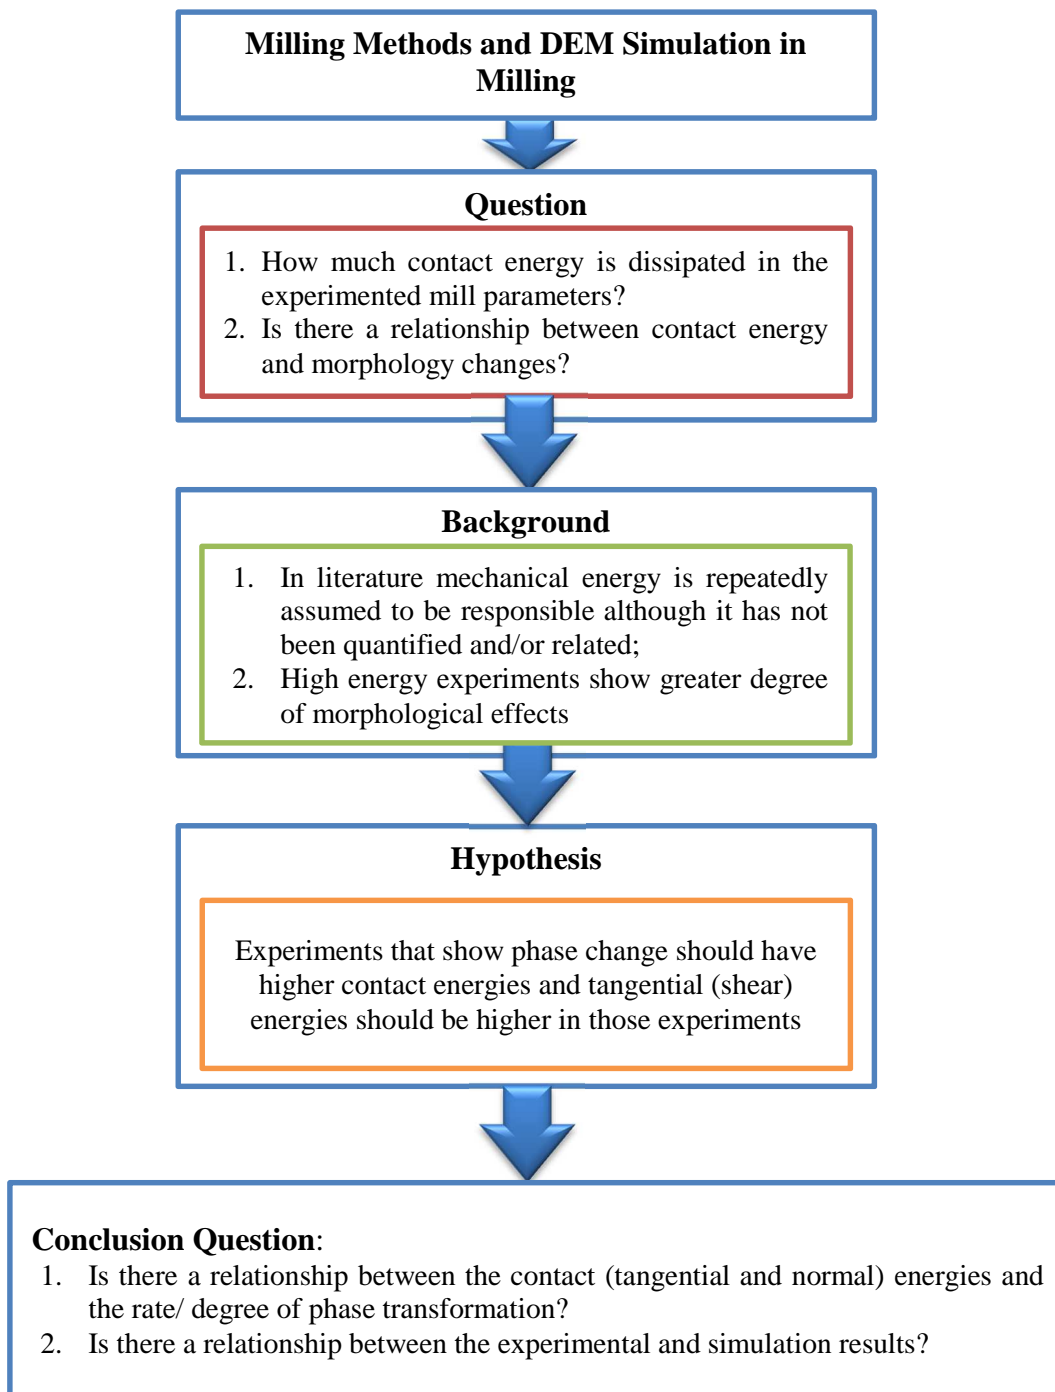 Milling Methods and DEM Simulation in
Milling
Question
1. How much contact energy is dissipated in the
experimented mill parameters?
2. Is there a relationship between contact energy
and morphology changes?
Background
1. In literature mechanical energy is repeatedly
assumed to be responsible although it has not
been quantified and/or related;
2. High energy experiments show greater degree
of morphological effects
Hypothesis
Experiments that show phase change should have
higher contact energies and tangential (shear)
energies should be higher in those experiments
Conclusion Question:
1. Is there a relationship between the contact (tangential and normal) energies and
the rate/ degree of phase transformation?
2. Is there a relationship between the experimental and simulation results?